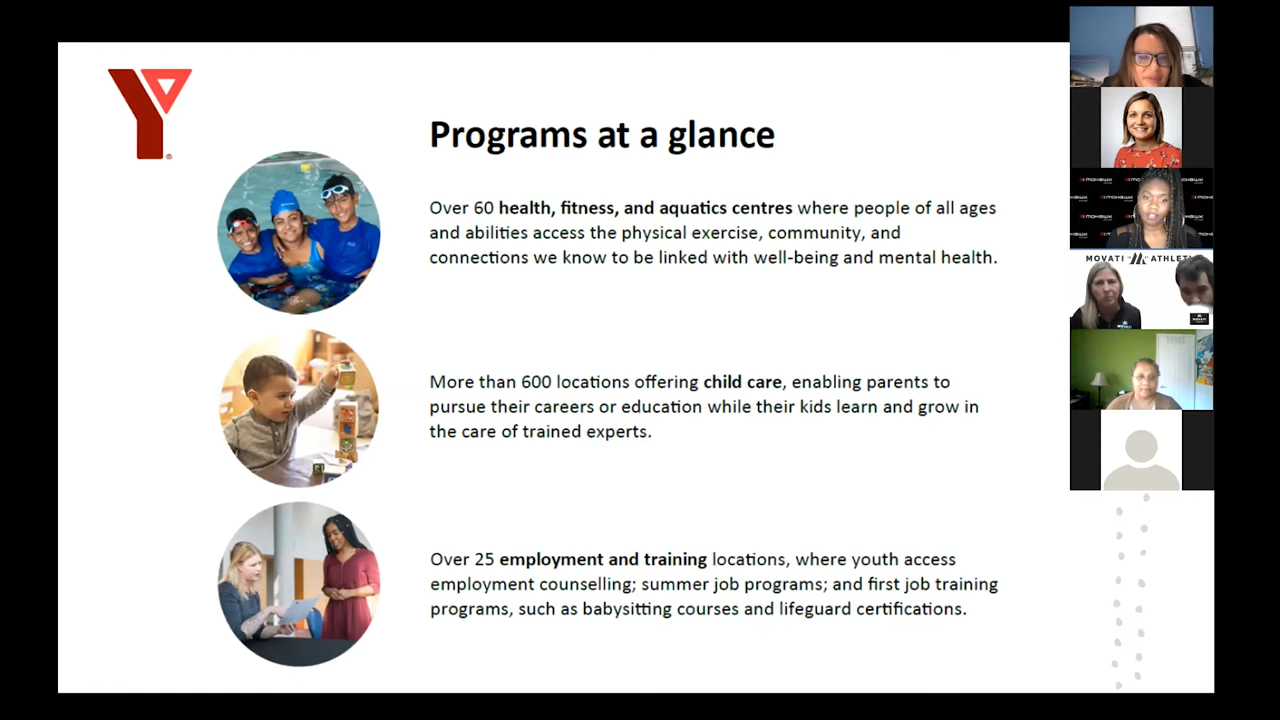 Y
Programs at a glance
Over 60 health, fitness, and aquatics centres where people of all ages
and abilities access the physical exercise, community, and
connections we know to be linked with well-being and mental health.
More than 600 locations offering child care, enabling parents to
pursue their careers or education while their kids learn and grow in
the care of trained experts.
Over 25 employment and training locations, where youth access
employment counselling; summer job programs; and first job training
programs, such as babysitting courses and lifeguard certifications.
mohawk
MOVATI ATHLETI
MOVATI